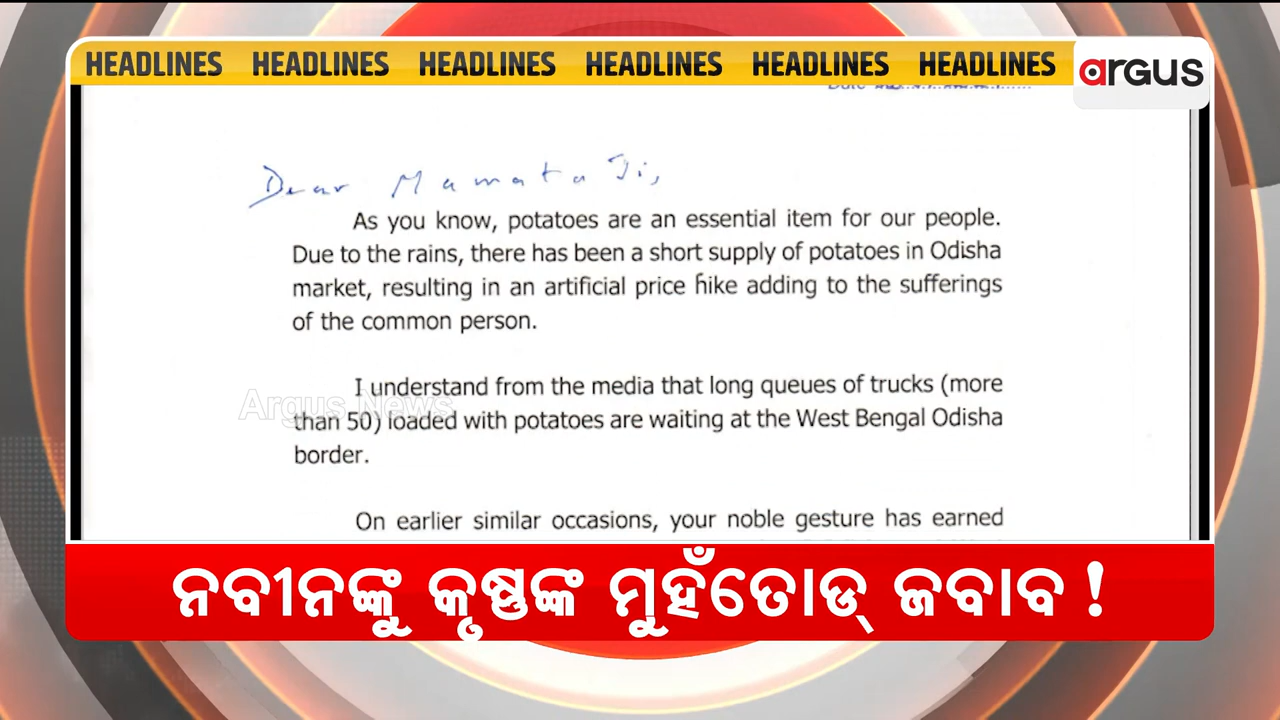 HEADLINES HEADLINES HEADLINES HEADLINES HEADLINES HEADLINES
argus
Date
Dear Mamata Ji,
As you know, potatoes are an essential item for our people.
Due to the rains, there has been a short supply of potatoes in Odisha
market, resulting in an artificial price hike adding to the sufferings
of the common person.
I understand from the media that long queues of trucks (more
Argus News
than 50) loaded with potatoes are waiting at the West Bengal Odisha
border.
On earlier similar occasions, your noble gesture has earned
ନବୀନଙ୍କୁ କୃଷ୍ଣଙ୍କ ମୁହଁତୋଡ୍ ଜବାବ !